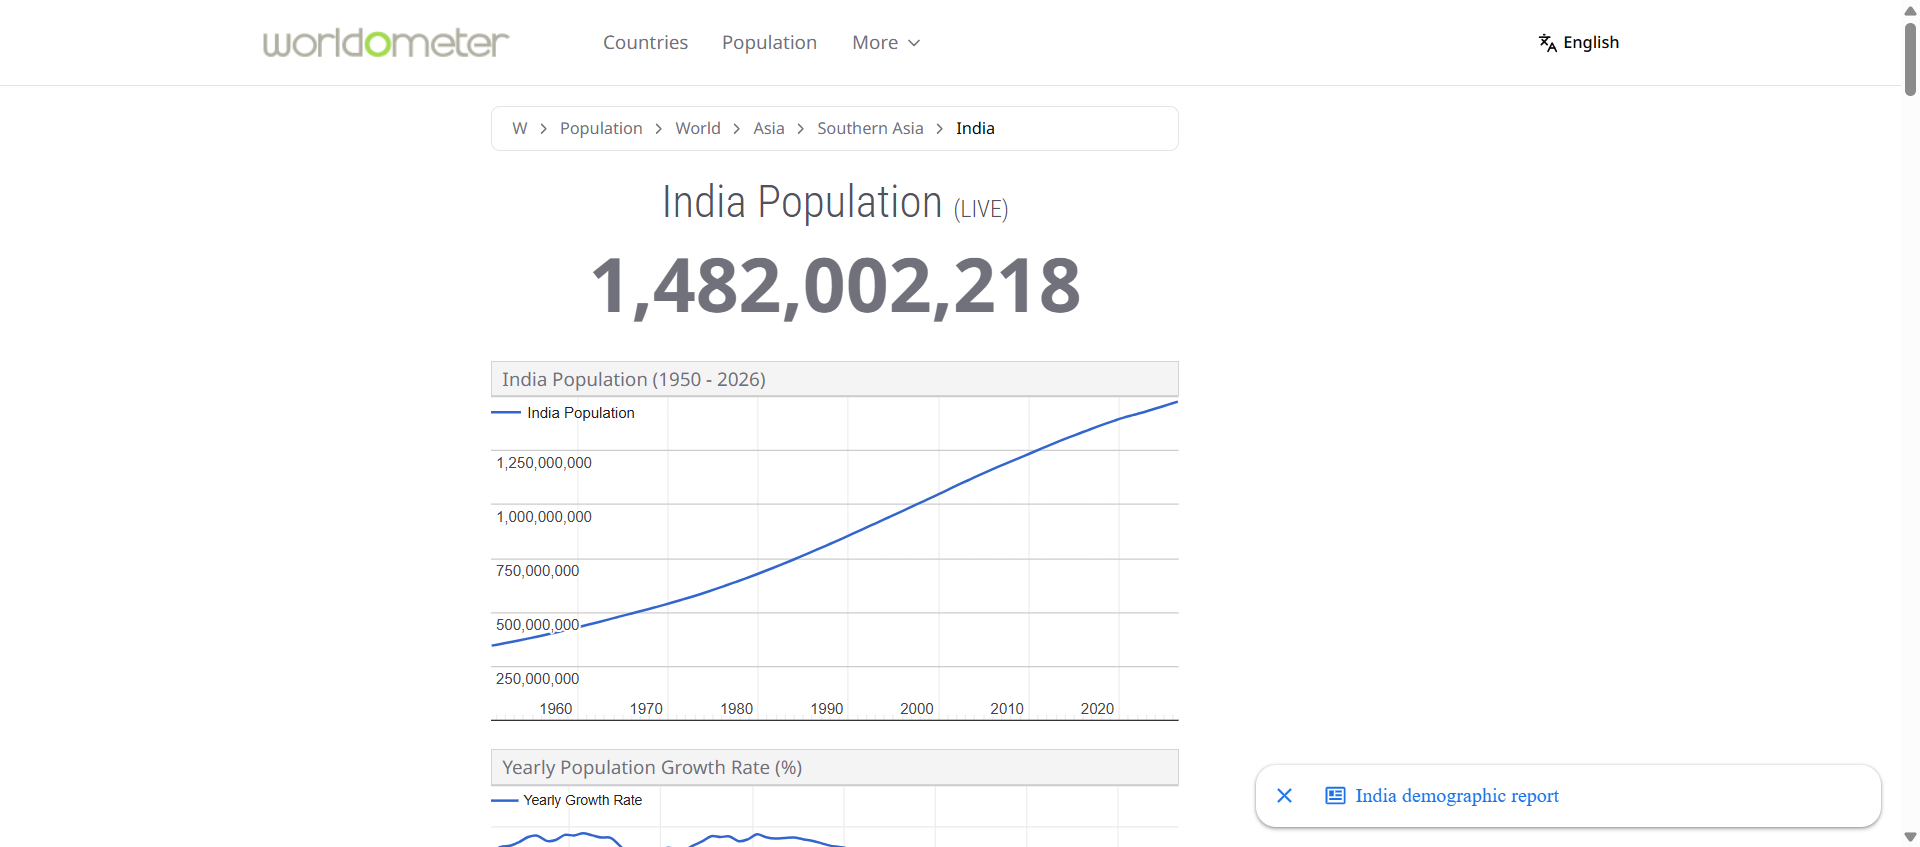 worldometer
Countries
Population
More
English
W > Population > World > Asia > Southern Asia > India
India Population (LIVE)
1,482,002,218
India Population (1950 - 2026)
India Population
1,250,000,000
1,000,000,000
750,000,000
500,000,000
250,000,000
1960 1970 1980 1990 2000 2010 2020
Yearly Population Growth Rate (%)
Yearly Growth Rate
India demographic report